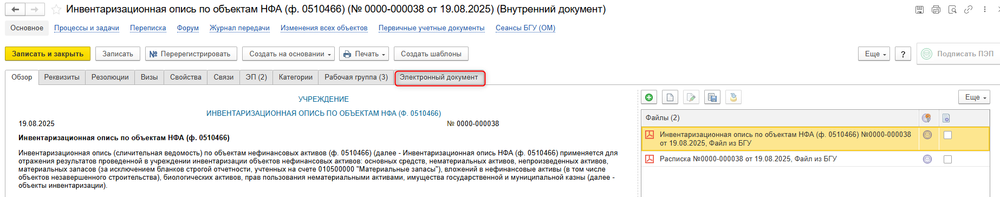 Инвентаризационная опись по объектам НФА (ф. 0510466) (№ 0000-000038 от 19.08.2025) (Внутренний документ)
Основное Процессы и задачи Переписка Форум Журнал передачи Изменения всех объектов Первичные учетные документы Сеансы БГУ (ОМ)
Записать и закрыть Записать № Перерегистрировать Создать на основании Печать Создать шаблоны Еще ? Подписать ПЭП
Обзор Реквизиты Резолюции Визы Свойства Связи ЭП (2) Категории Рабочая группа (3) Электронный документ
УЧРЕЖДЕНИЕ
ИНВЕНТАРИЗАЦИОННАЯ ОПИСЬ ПО ОБЪЕКТАМ НФА (Ф. 0510466)
19.08.2025 № 0000-000038
Инвентаризационная опись по объектам НФА (ф. 0510466)
Инвентаризационная опись (сличительная ведомость) по объектам нефинансовых активов (ф. 0510466) (далее - Инвентаризационная опись НФА (ф. 0510466) применяется для
отражения результатов проведенной в учреждении инвентаризации объектов нефинансовых активов: основных средств, нематериальных активов, непроизведенных активов,
материальных запасов (за исключением бланков строгой отчетности, учтенных на счете 010500000 "Материальные запасы"), вложений в нефинансовые активы (в том числе
объектов незавершенного строительства), биологических активов, прав пользования нематериальными активами, имущества государственной и муниципальной казны (далее -
объекты инвентаризации).
Еще
Файлы (2)
Инвентаризационная опись по объектам НФА (ф. 0510466) №0000-000038
от 19.08.2025, Файл из БГУ
Расписка №0000-000038 от 19.08.2025, Файл из БГУ